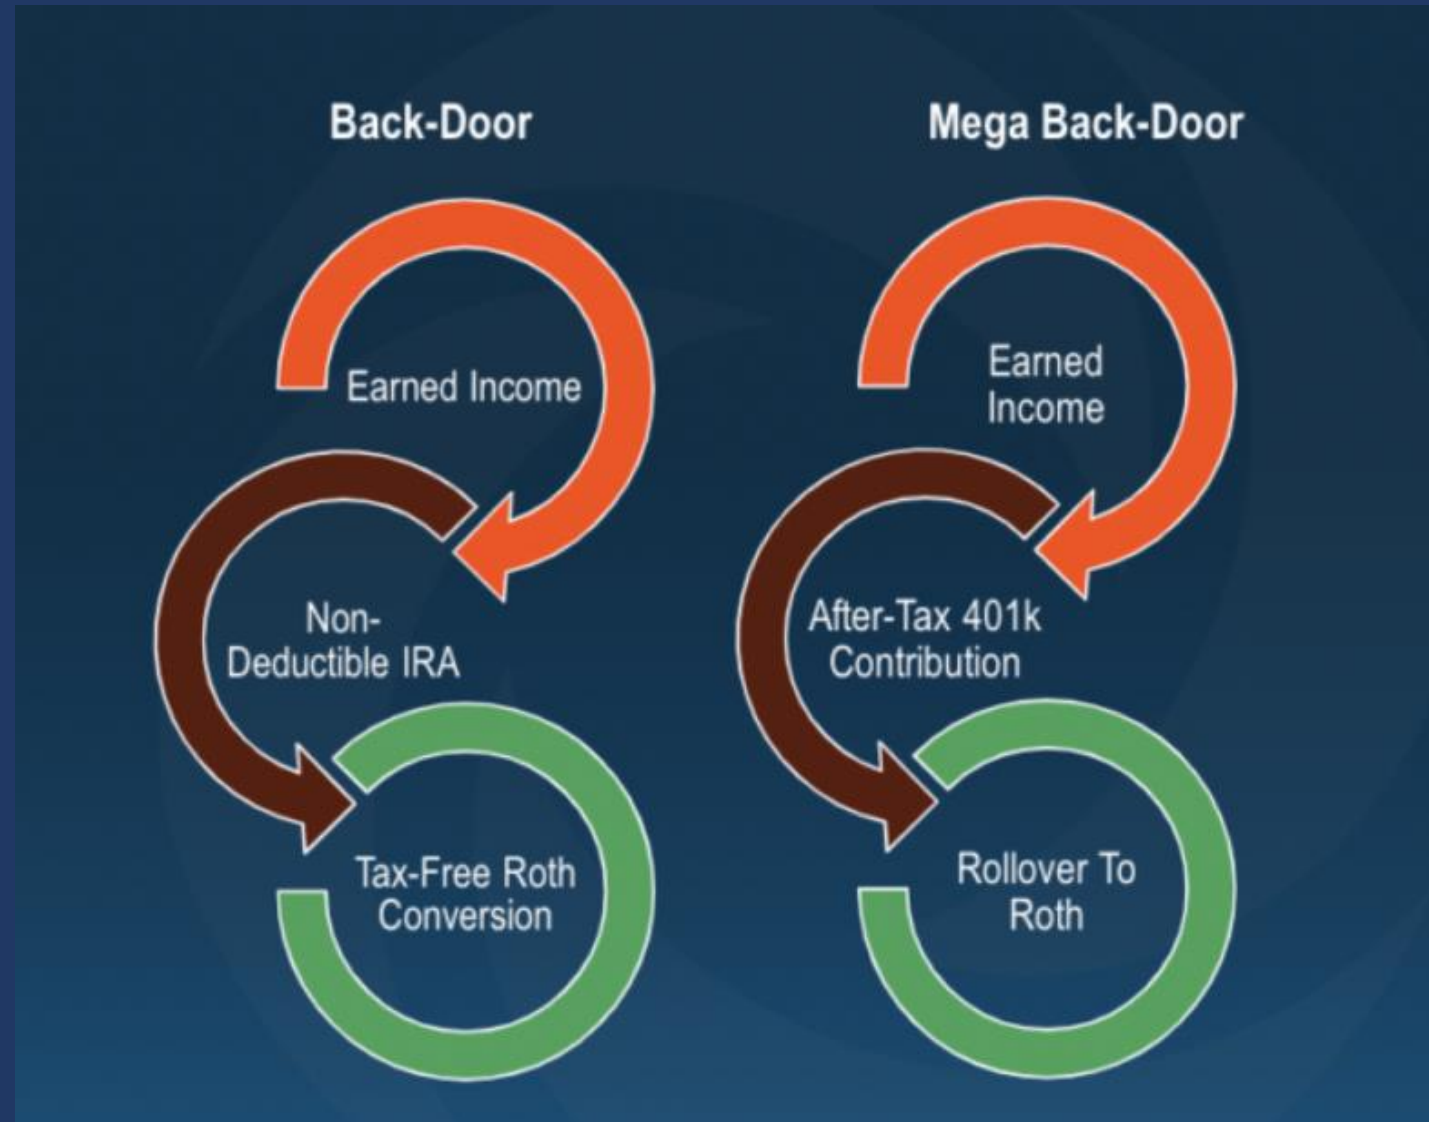 Back-Door
Earned Income
Non-
Deductible IRA
Tax-Free Roth
Conversion
Mega Back-Door
Earned
Income
After-Tax 401k
Contribution
Rollover To
Roth